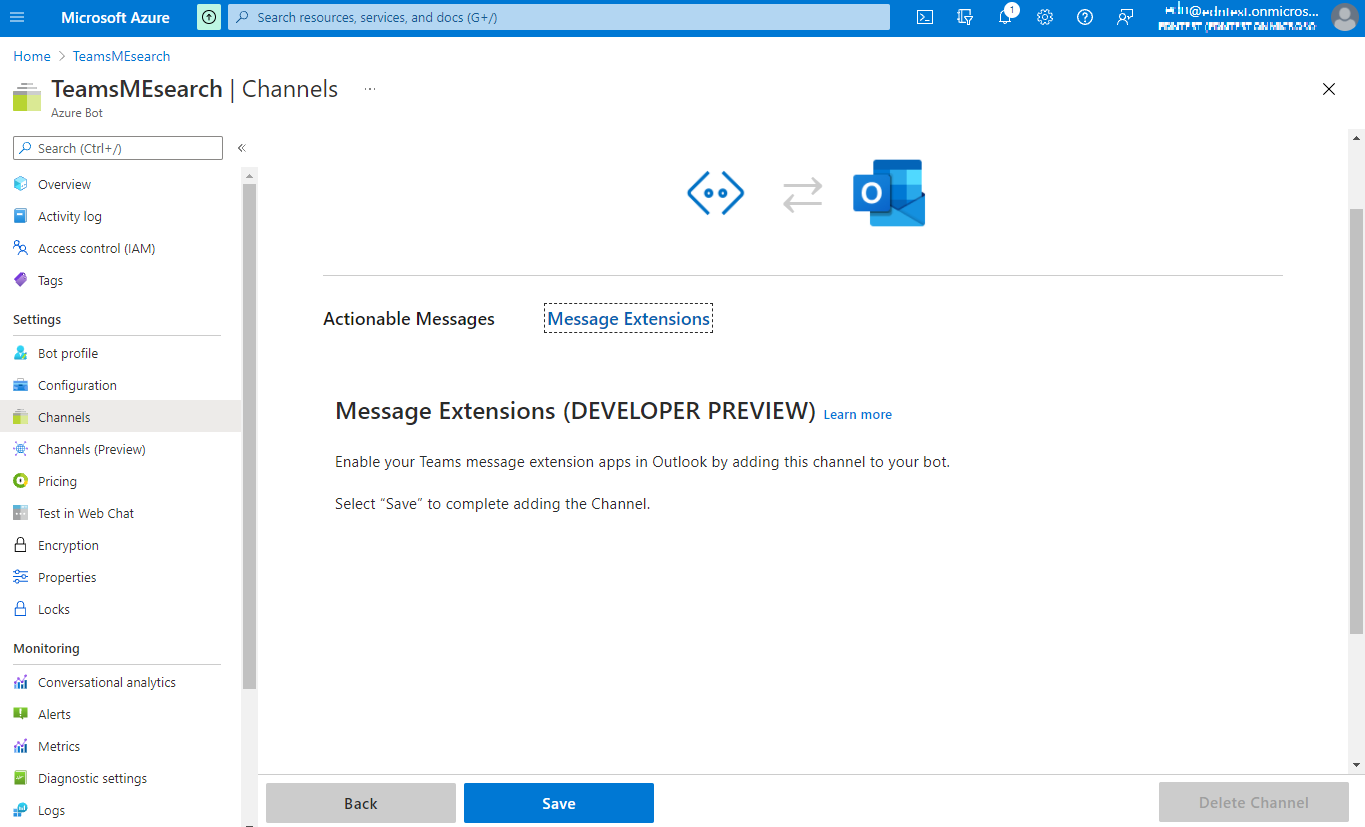 Microsoft Azure
Search resources, services, and docs (G+/)
1
onmicros...
Home > TeamsMEsearch
TeamsMEsearch | Channels ...
Azure Bot
Search (Ctrl+/)
«
Overview
Activity log
Access control (IAM)
Tags
Settings
Bot profile
Configuration
Channels
Channels (Preview)
Pricing
Test in Web Chat
Encryption
Properties
Locks
Monitoring
Conversational analytics
Alerts
Metrics
Diagnostic settings
Logs
O
Actionable Messages
Message Extensions
Message Extensions (DEVELOPER PREVIEW) Learn more
Enable your Teams message extension apps in Outlook by adding this channel to your bot.
Select “Save” to complete adding the Channel.
Back
Save
Delete Channel